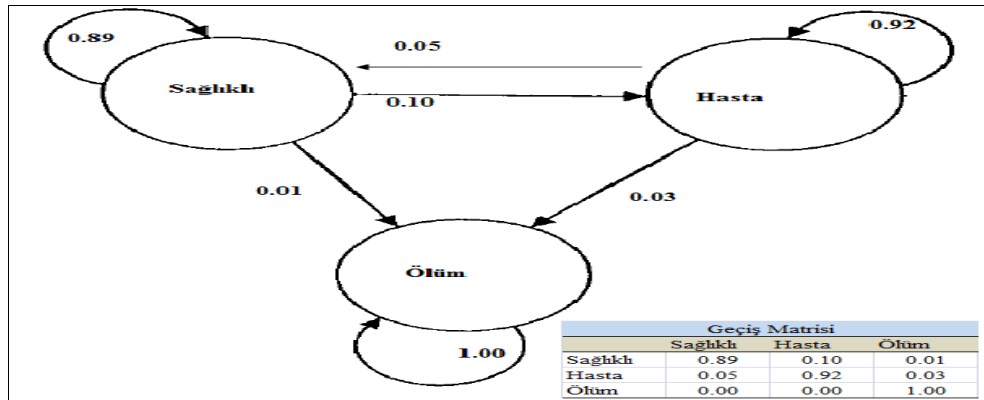 0.89
0.92
0.05
Sağlıklı
Hasta
0.10
0.01
0.03
Ölüm
1.00
Geçiş Matrisi
Sağlıklı Hasta Ölüm
Sağlıklı 0.89 0.10 0.01
Hasta 0.05 0.92 0.03
Ölüm 0.00 0.00 1.00